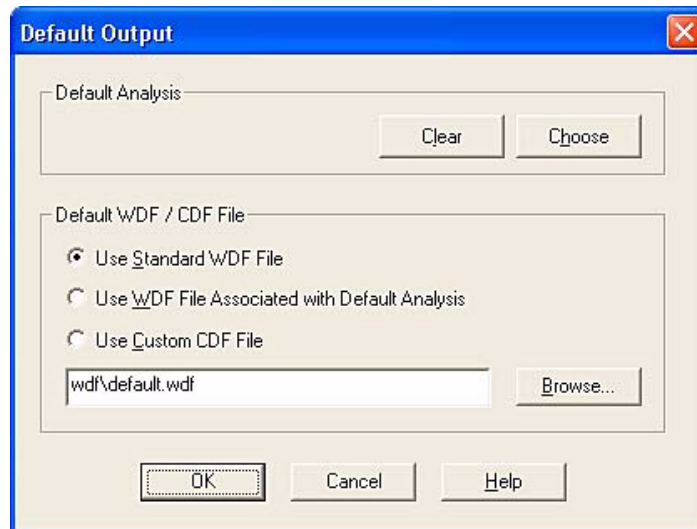 Default Output
Default Analysis
Clear Choose
Default WDF / CDF File
Use Standard WDF File
Use WDF File Associated with Default Analysis
Use Custom CDF File
wdf\default.wdf Browse...
OK Cancel Help